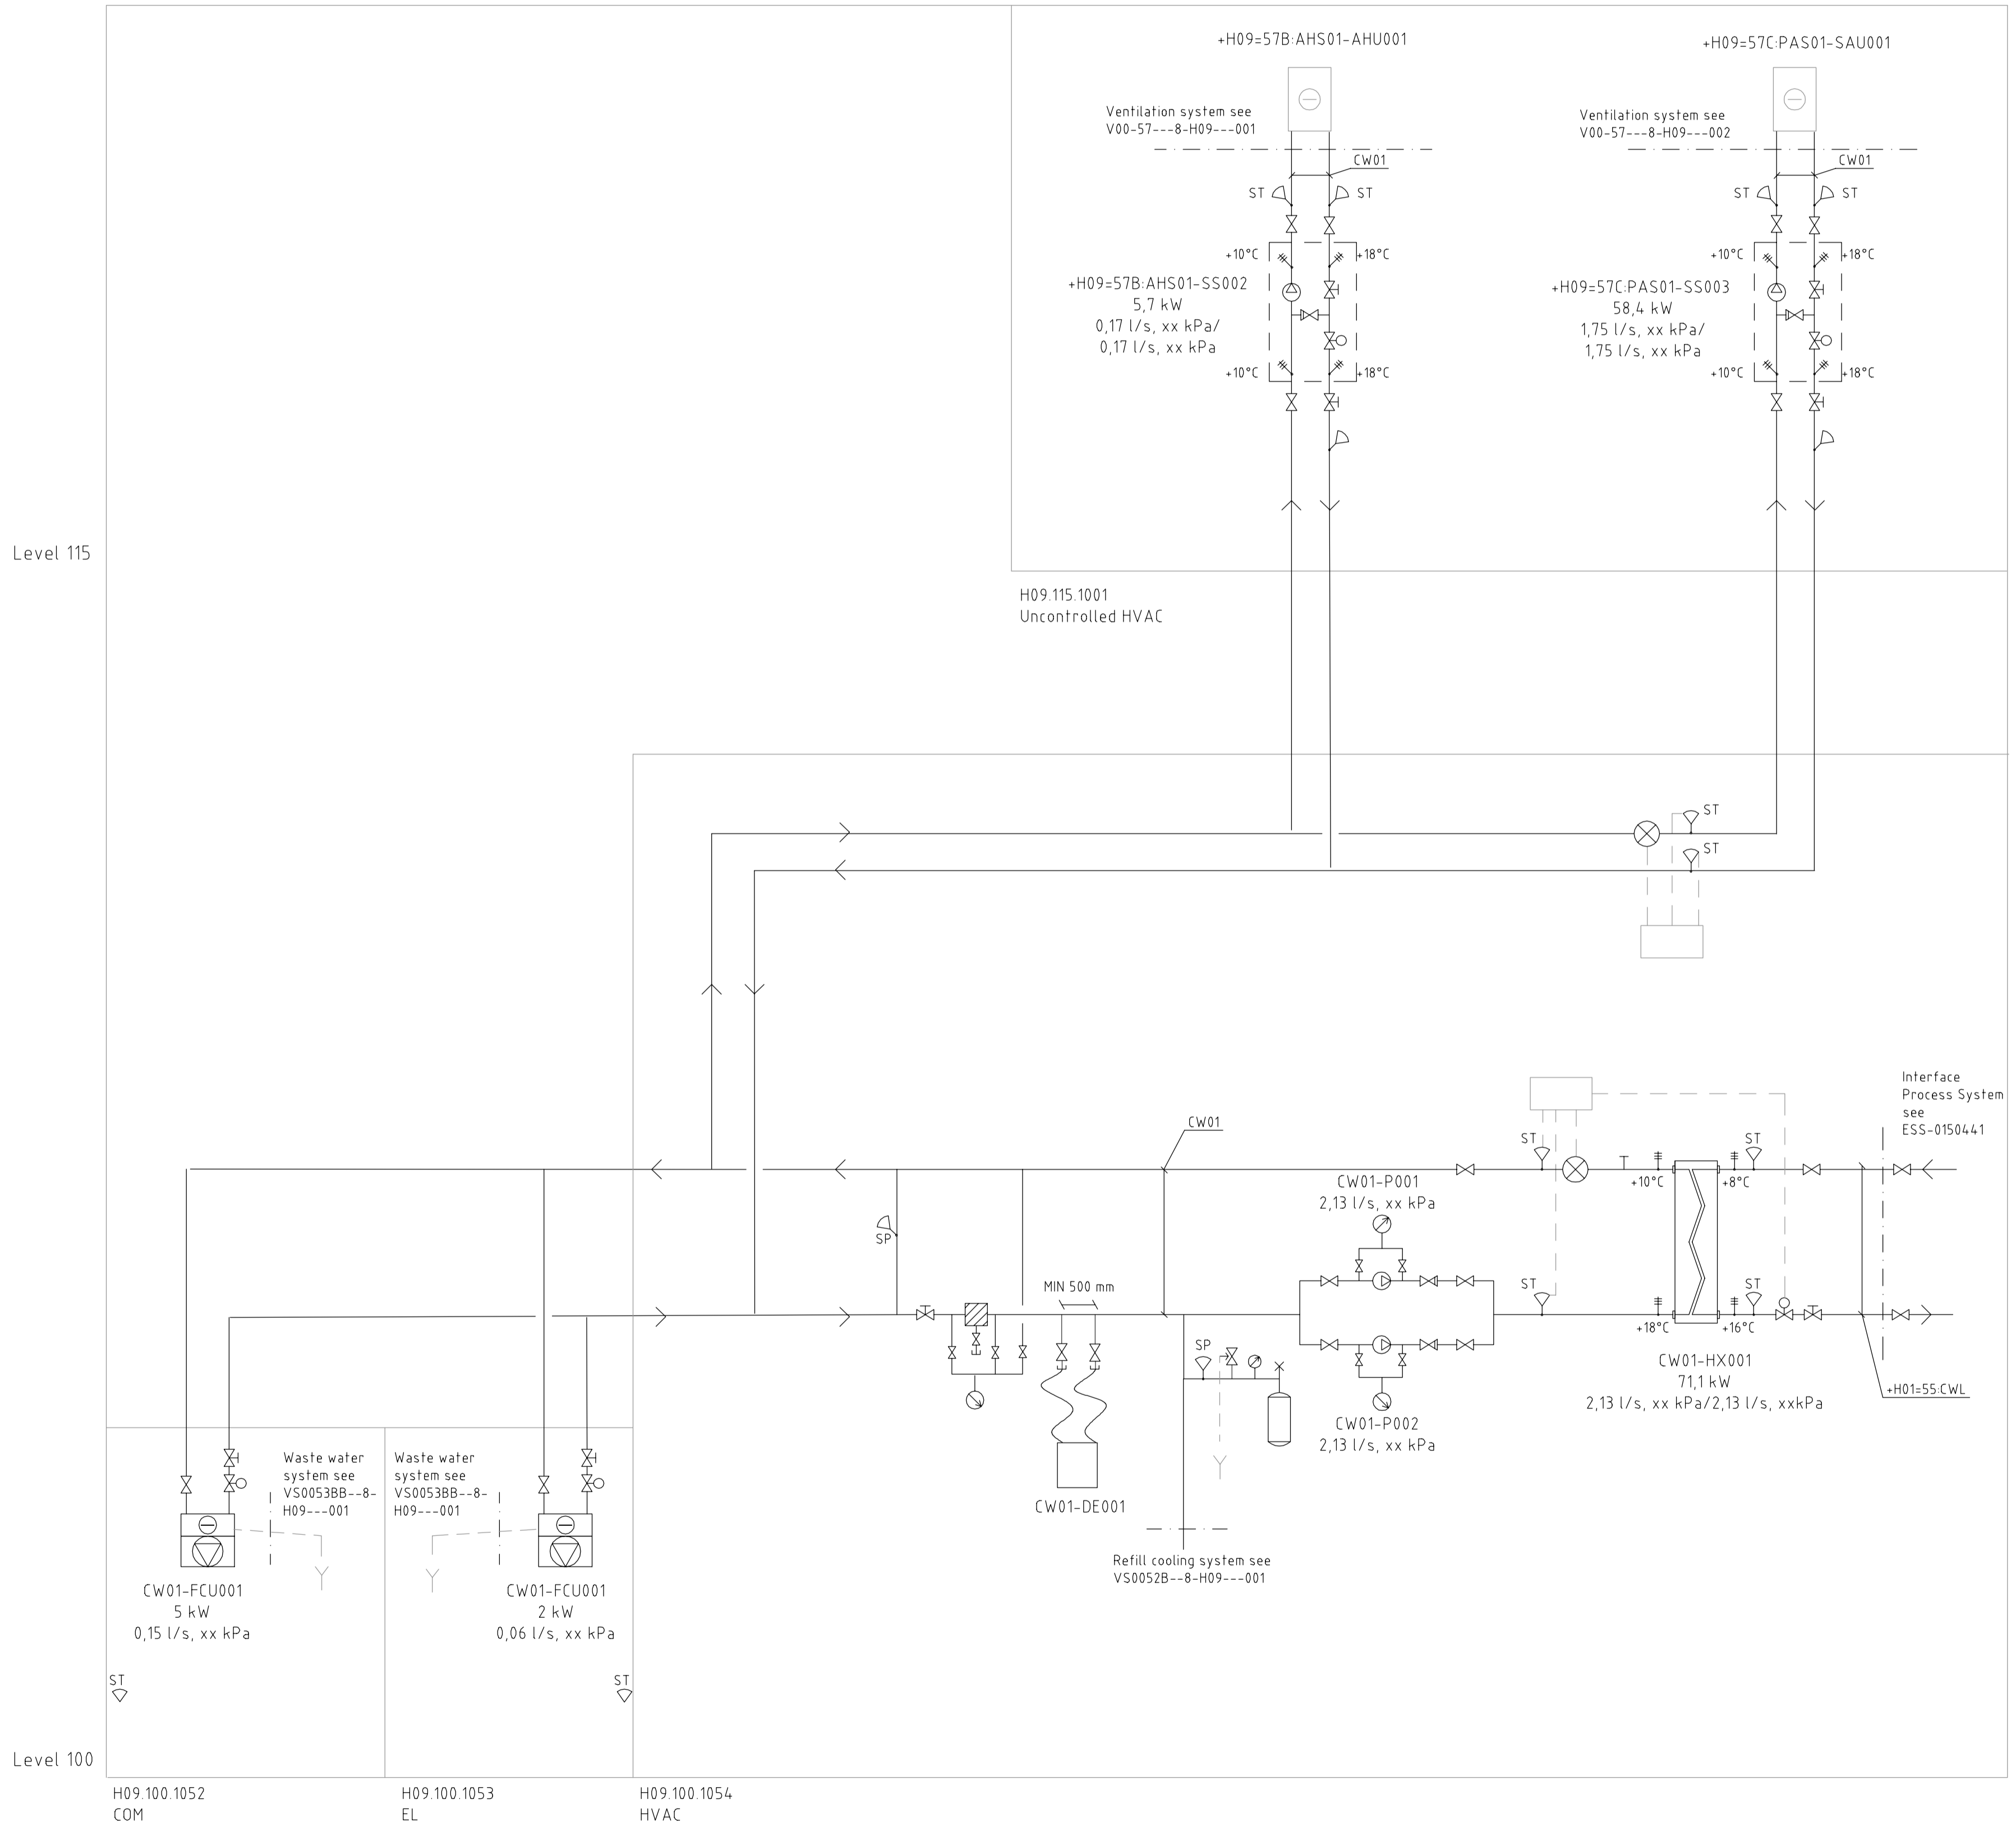 +H09=57B:AHS01-AHU001
+H09=57C:PAS01-SAU001
Ventilation system see
V00-57---8-H09---001
Ventilation system see
V00-57---8-H09---002
CW01
CW01
ST
ST
ST
ST
+10°C
+18°C
+10°C
+18°C
+H09=57B:AHS01-SS002
5,7 kW
0,17 l/s, xx kPa/
0,17 l/s, xx kPa
+H09=57C:PAS01-SS003
58,4 kW
1,75 l/s, xx kPa/
1,75 l/s, xx kPa
+10°C
+18°C
+10°C
+18°C
Level 115
H09.115.1001
Uncontrolled HVAC
ST
ST
Interface
Process System
see
ESS-0150441
CW01
ST
ST
CW01-P001
2,13 l/s, xx kPa
+10°C
+8°C
SP
MIN 500 mm
ST
ST
+18°C
+16°C
SP
CW01-HX001
71,1 kW
2,13 l/s, xx kPa/2,13 l/s, xxkPa
+H01=55:CWL
CW01-P002
2,13 l/s, xx kPa
Waste water
system see
VS0053BB--8-
H09---001
Waste water
system see
VS0053BB--8-
H09---001
CW01-DE001
Refill cooling system see
VS0052B--8-H09---001
CW01-FCU001
5 kW
0,15 l/s, xx kPa
CW01-FCU001
2 kW
0,06 l/s, xx kPa
ST
ST
Level 100
H09.100.1052
COM
H09.100.1053
EL
H09.100.1054
HVAC